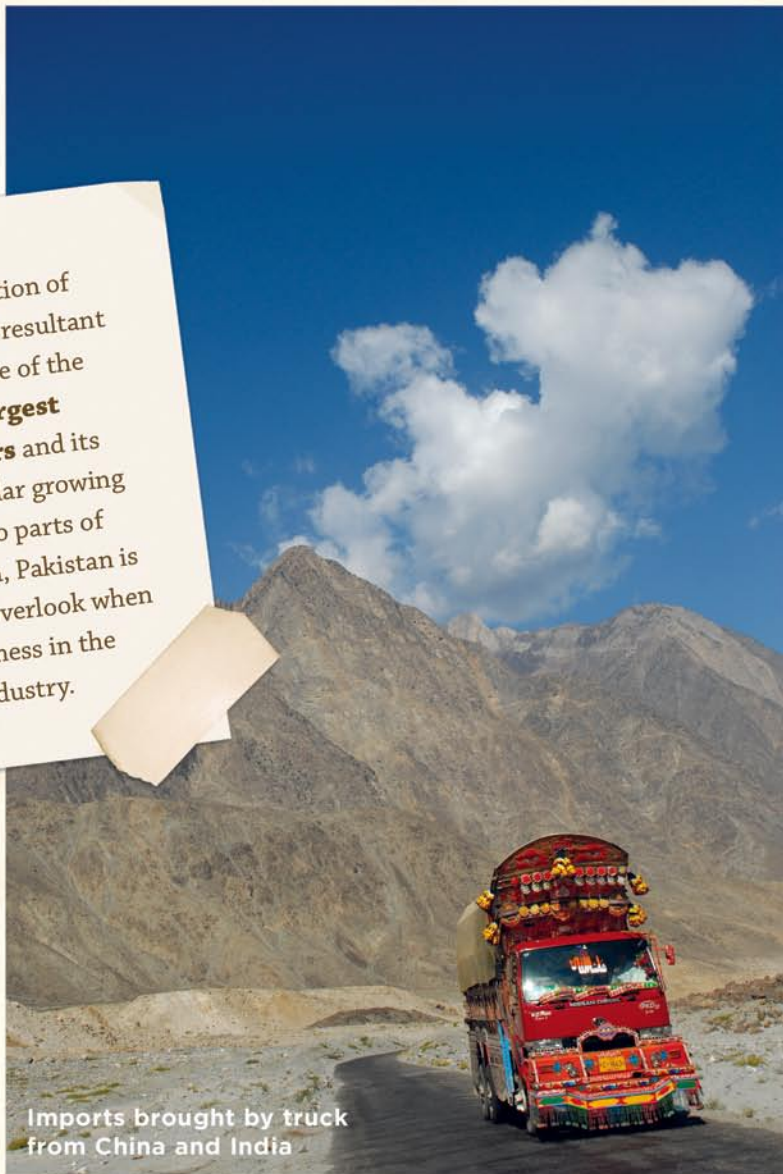 tion of
resultant
e of the
rgest
rs and its
lar growing
o parts of
, Pakistan is
verlook when
ness in the
dustry.
Imports brought by truck
from China and India